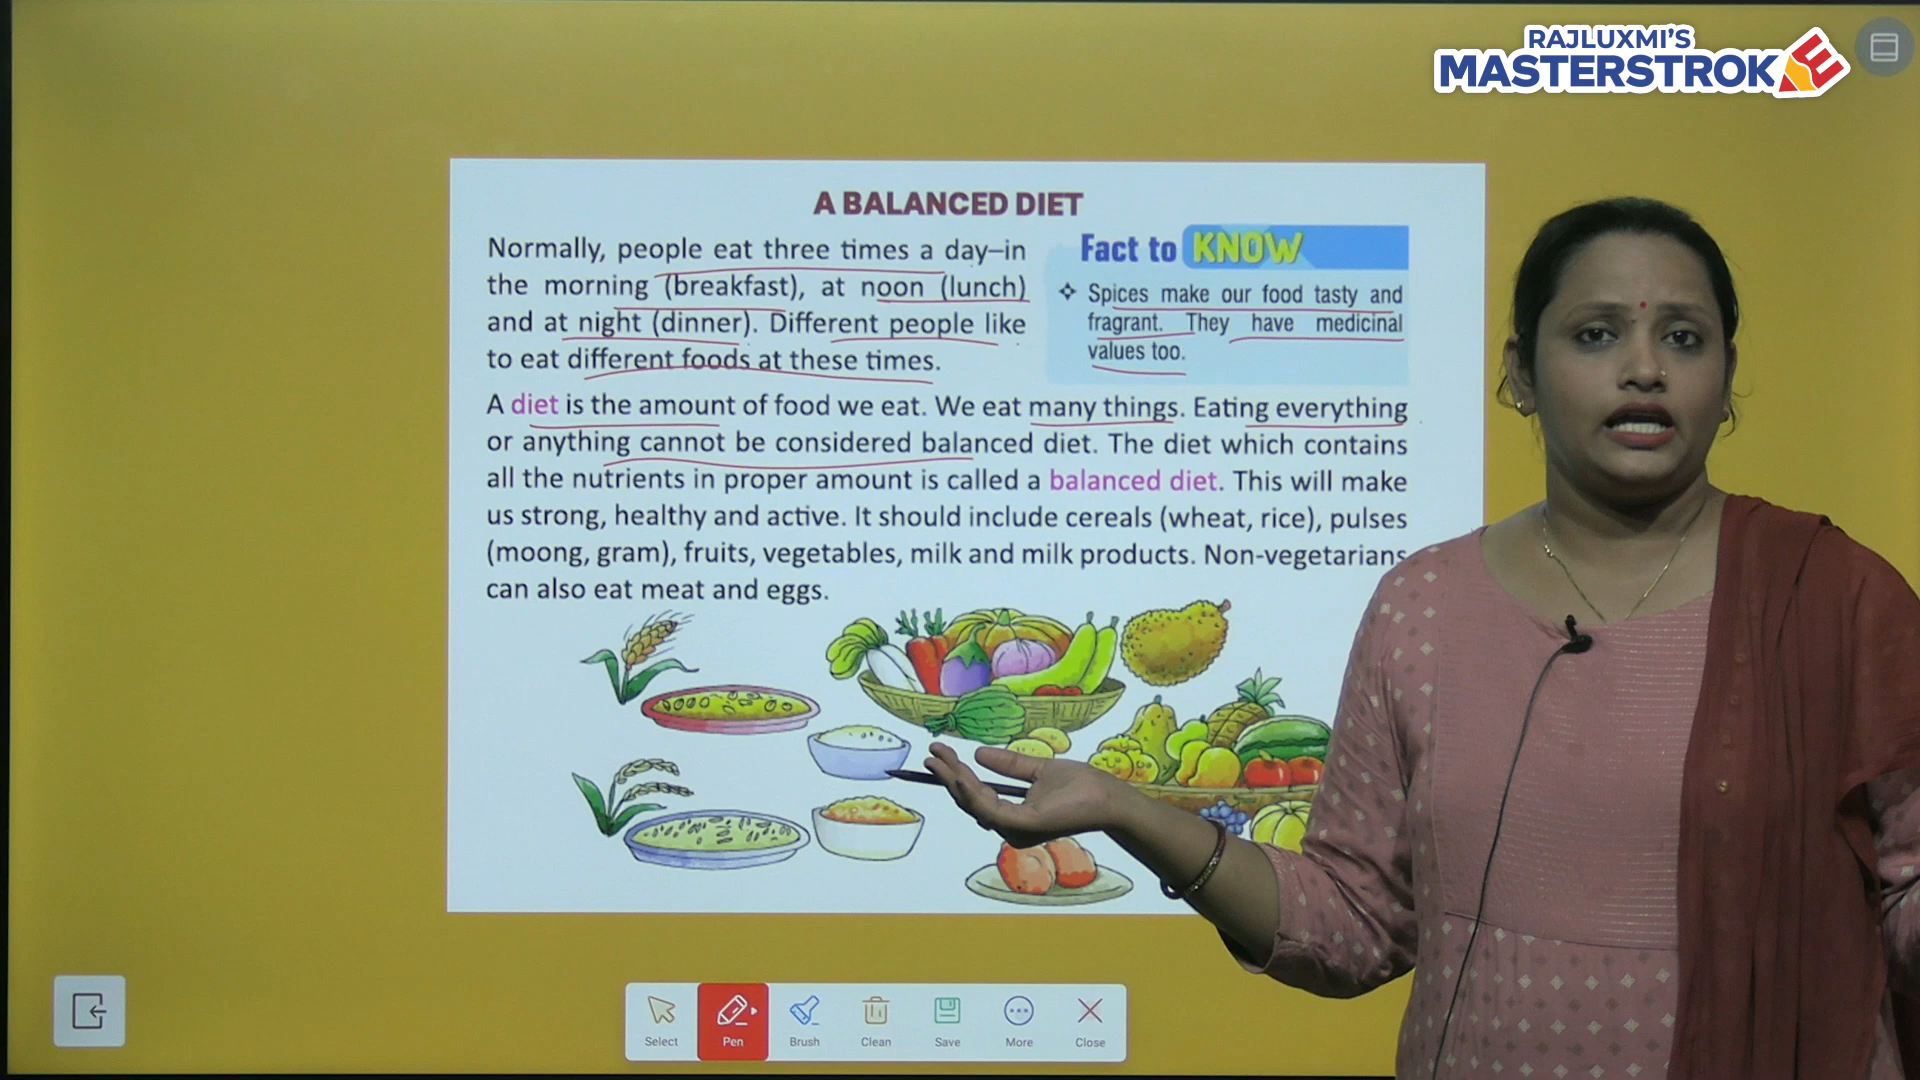 RAJLUXMI'S
MASTERSTROKE
A BALANCED DIET
Normally, people eat three times a day–in
the morning (breakfast), at noon (lunch)
and at night (dinner). Different people like
to eat different foods at these times.
Fact to KNOW
Spices make our food tasty and
fragrant. They have medicinal
values too.
A diet is the amount of food we eat. We eat many things. Eating everything
or anything cannot be considered balanced diet. The diet which contains
all the nutrients in proper amount is called a balanced diet. This will make
us strong, healthy and active. It should include cereals (wheat, rice), pulses
(moong, gram), fruits, vegetables, milk and milk products. Non-vegetarians
can also eat meat and eggs.
Select
Pen
Brush
Clean
Save
More
Close